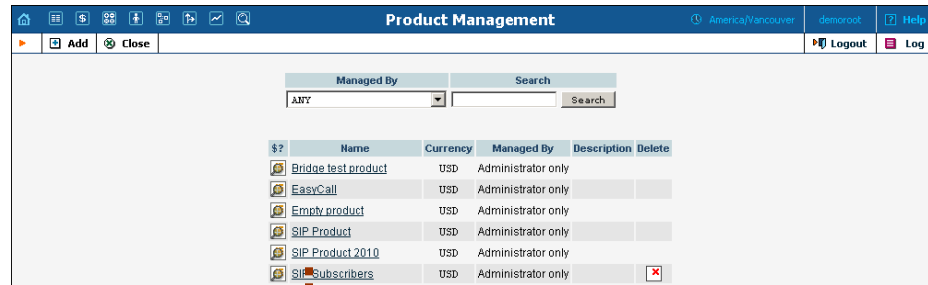 $ Product Management America/Vancouver demoroot ? Help
Add Close Logout Log
Managed By Search
ANY Search
$? Name Currency Managed By Description Delete
Bridge test product USD Administrator only
EasyCall USD Administrator only
Empty product USD Administrator only
SIP Product USD Administrator only
SIP Product 2010 USD Administrator only
SIP Subscribers USD Administrator only